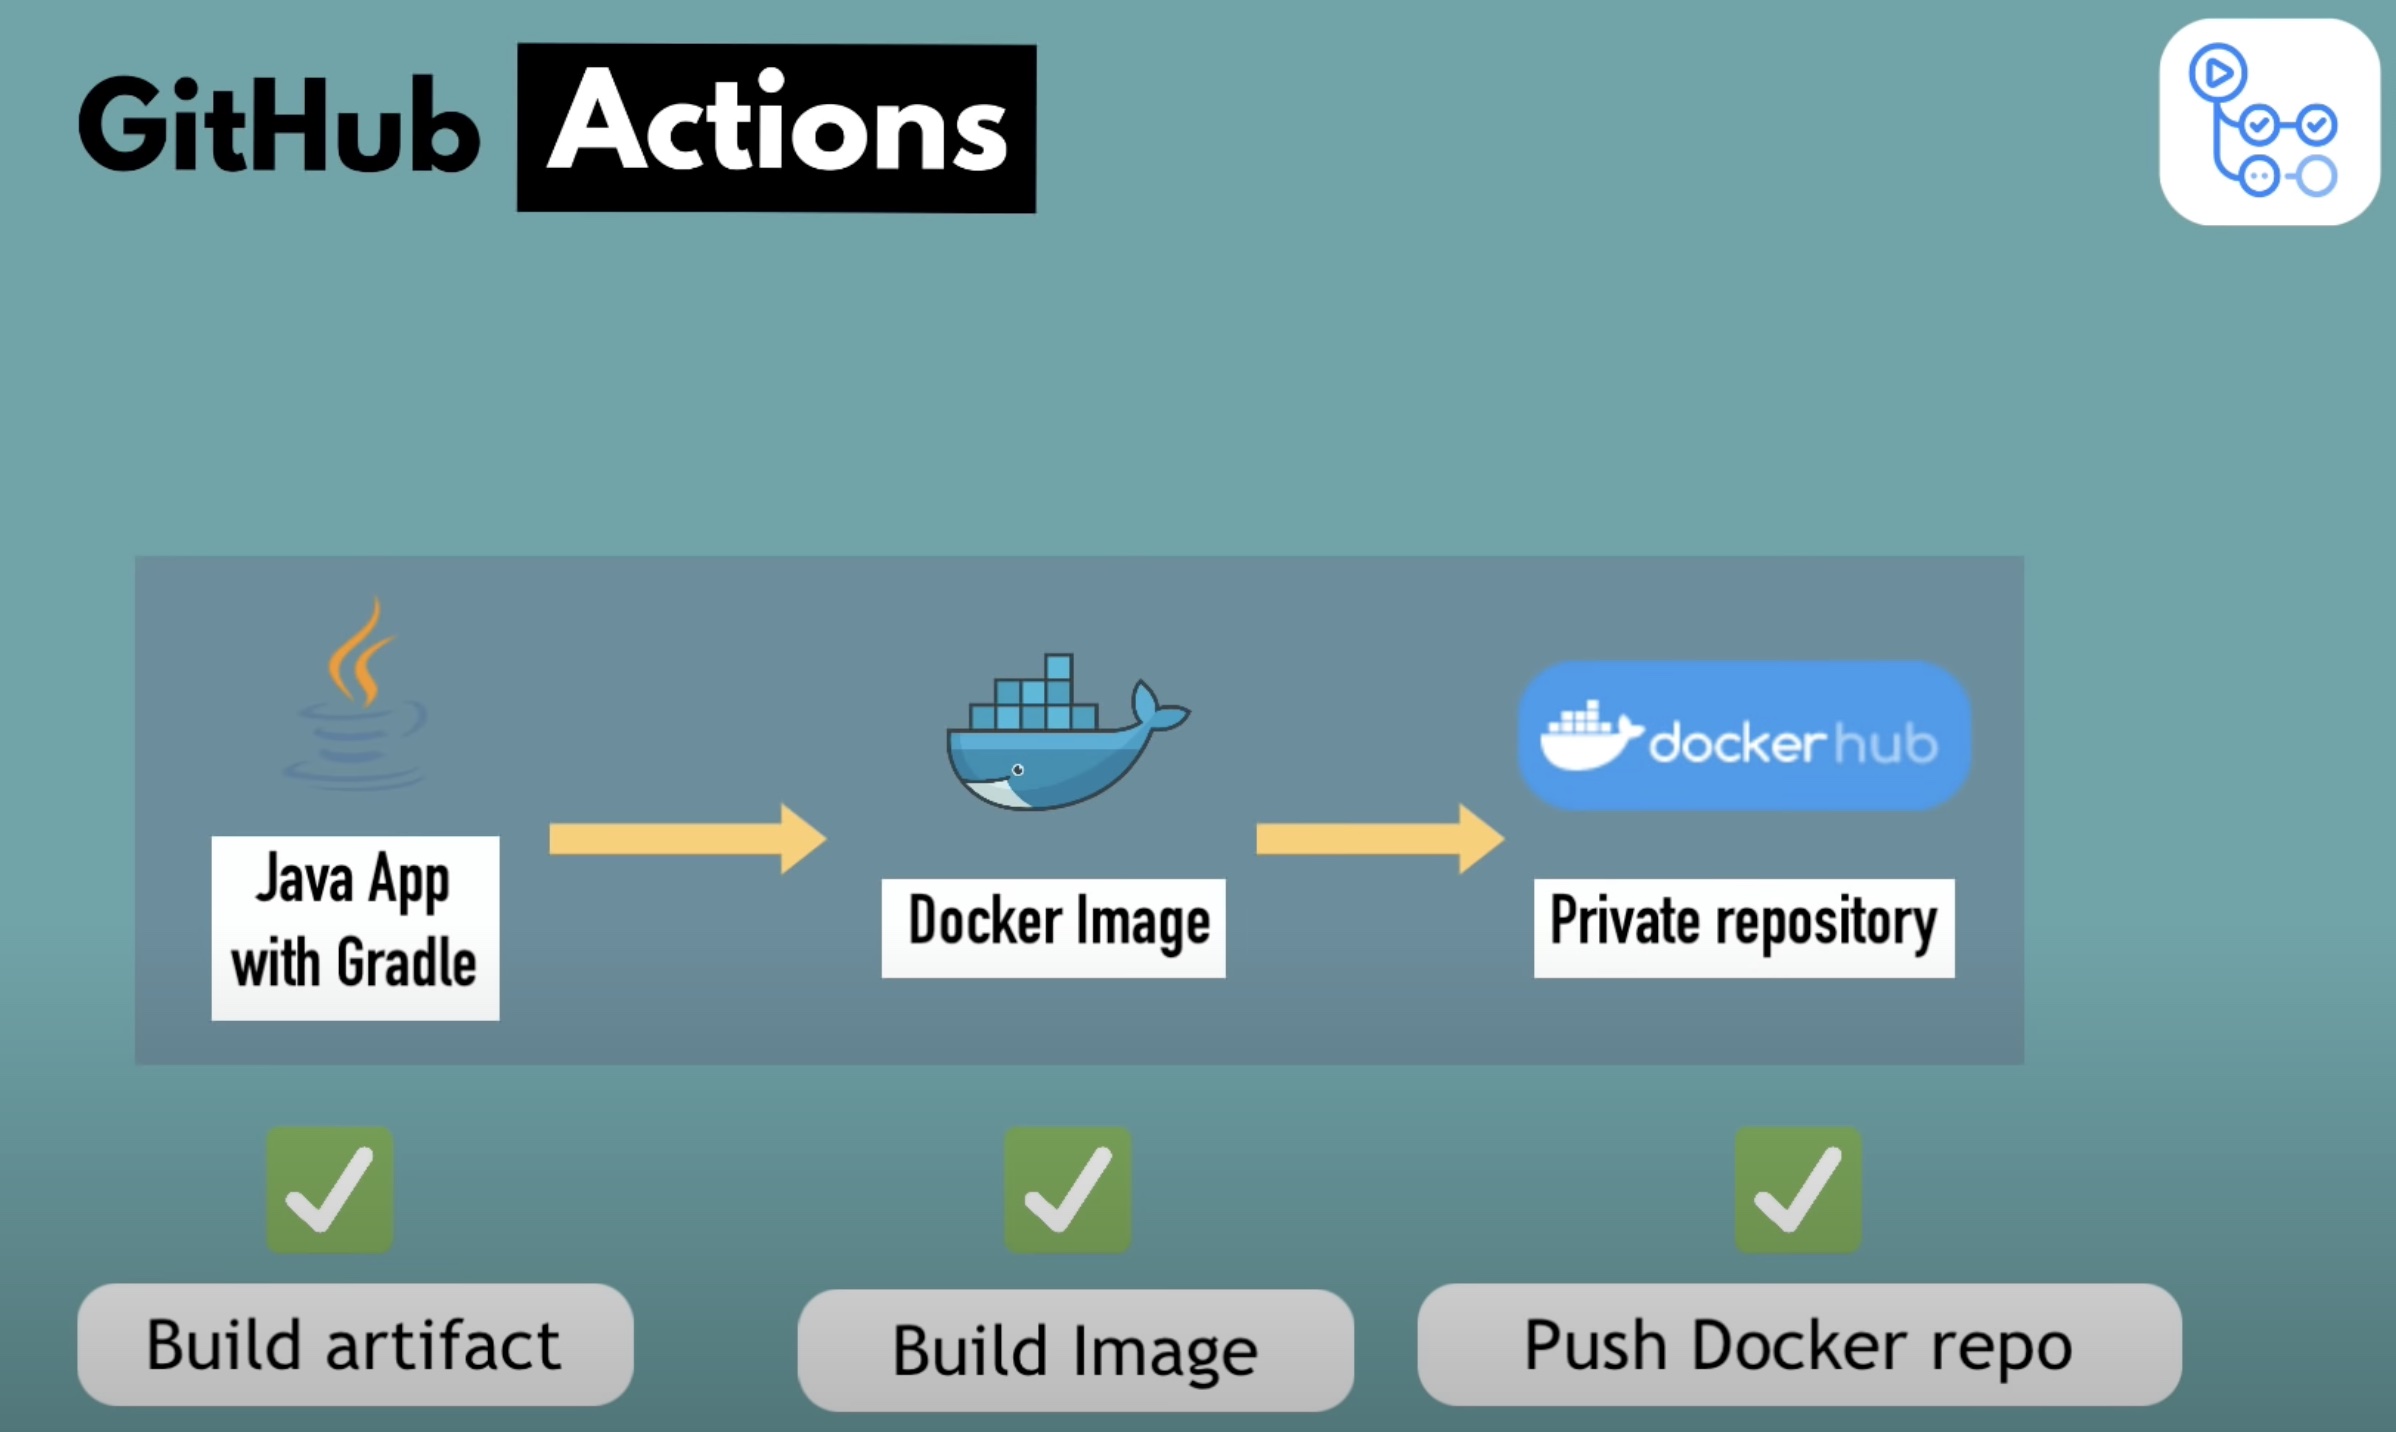 GitHub Actions
docker hub
Java App
with Gradle
Docker Image
Private repository
Build artifact
Build Image
Push Docker repo